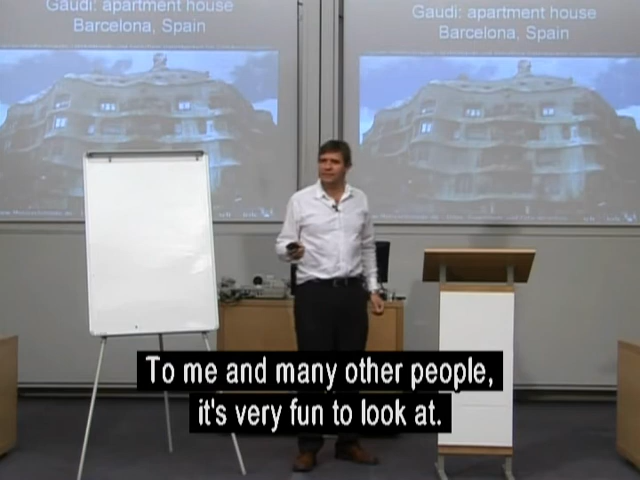 Gaudi: apartment house
Barcelona, Spain
Gaudi: apartment house
Barcelona, Spain
To me and many other people,
it's very fun to look at.